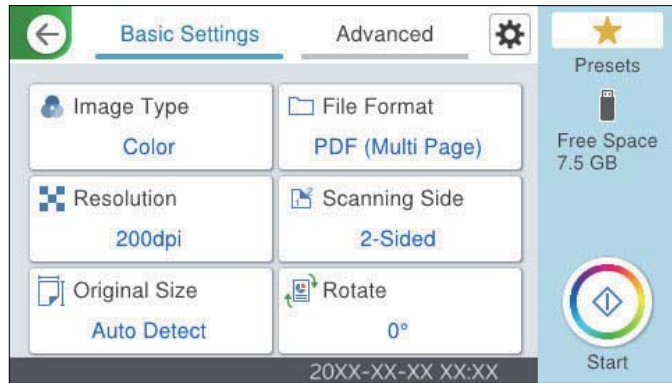 Basic Settings
Advanced
Image Type
Color
File Format
PDF (Multi Page)
Resolution
200dpi
Scanning Side
2-Sided
Original Size
Auto Detect
Rotate
0°
20XX-XX-XX XX:XX
Presets
Free Space
7.5 GB
Start